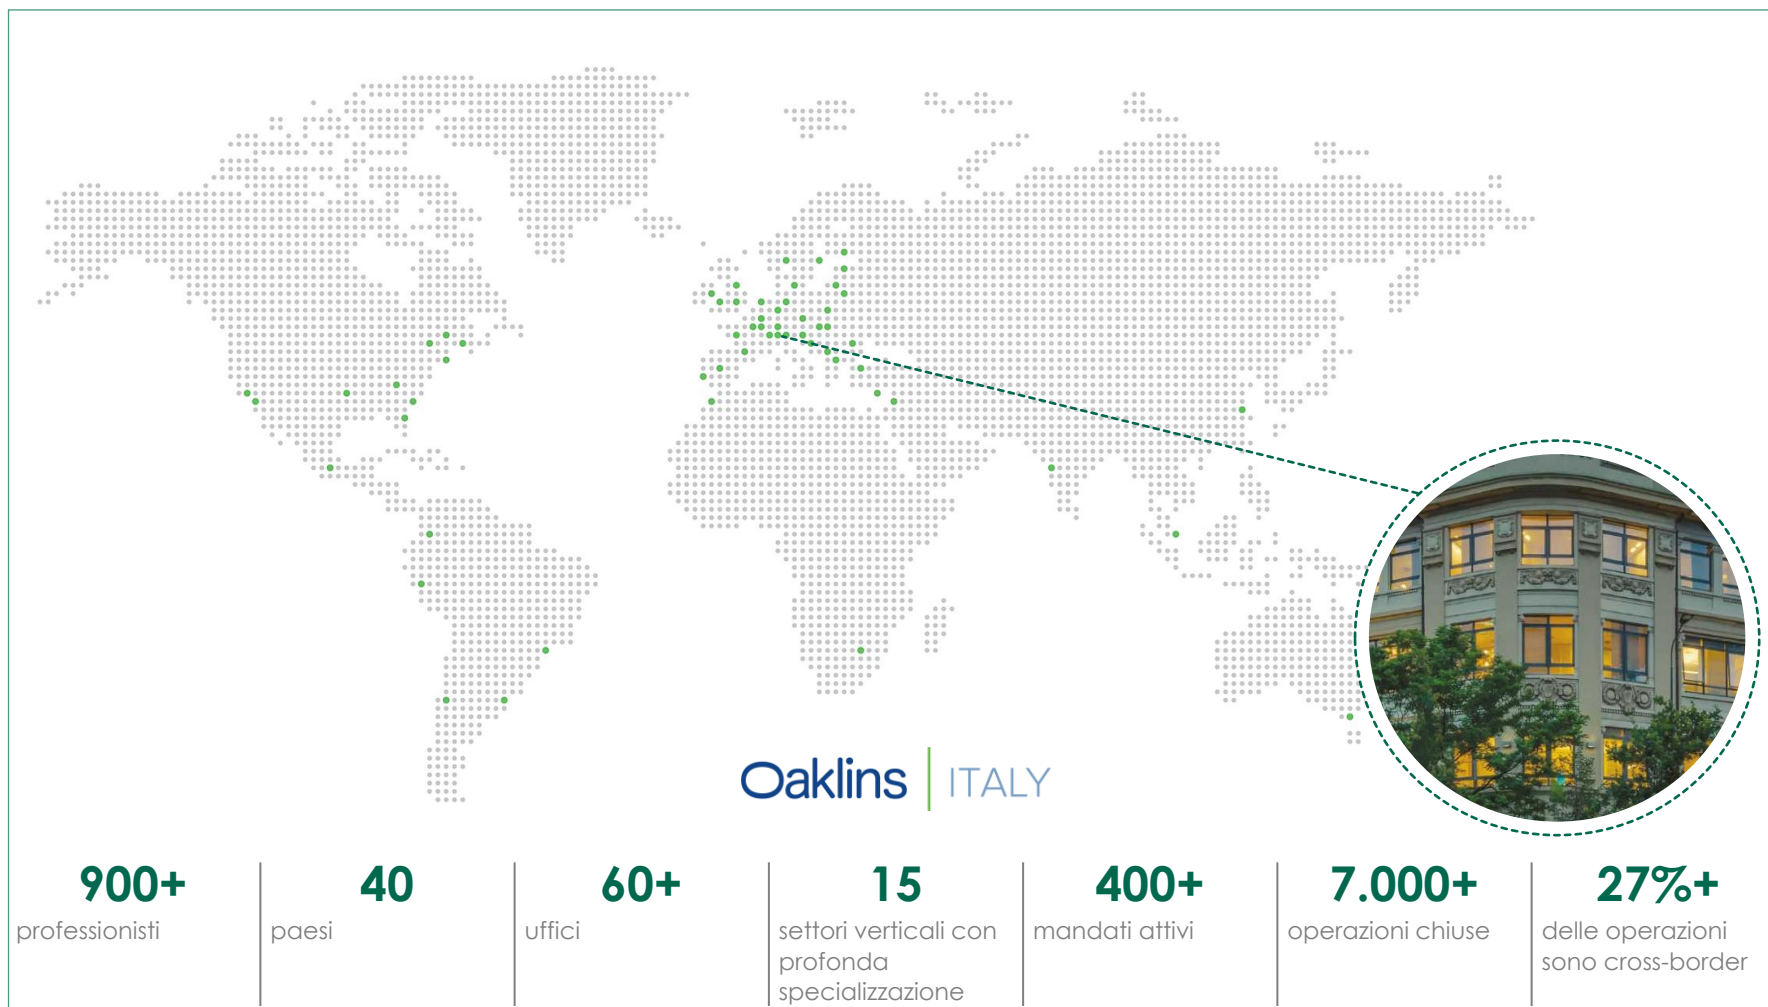 Oaklins | ITALY
900+
professionisti
40
paesi
60+
uffici
15
settori verticali con
profonda
specializzazione
400+
mandati attivi
7.000+
operazioni chiuse
27%+
delle operazioni
sono cross-border